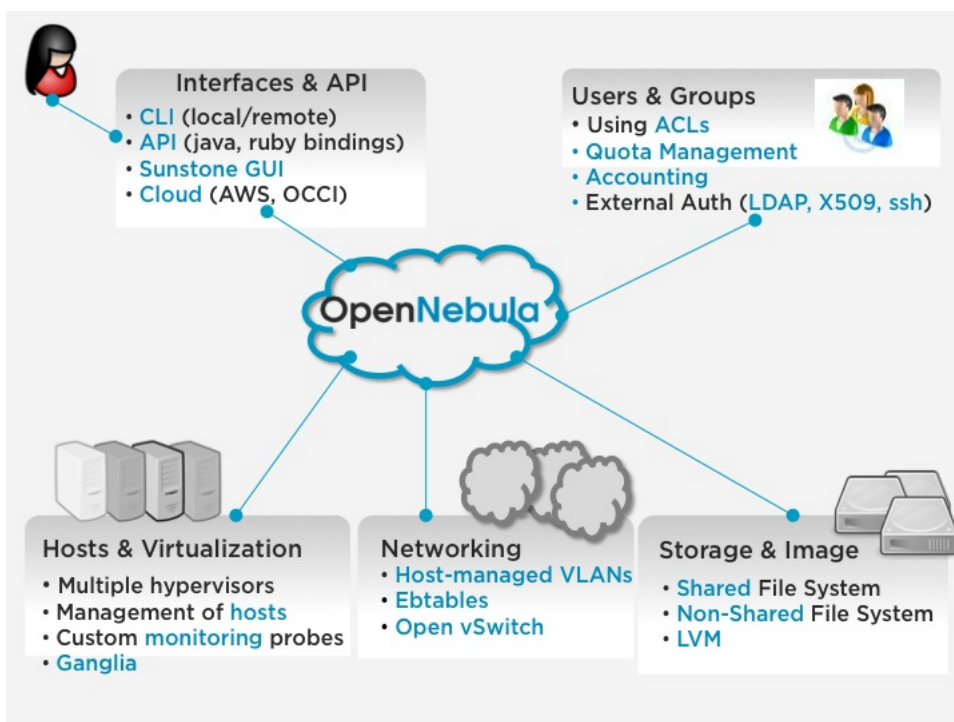 Interfaces & API
• CLI (local/remote)
• API (java, ruby bindings)
• Sunstone GUI
• Cloud (AWS, OCCI)
Users & Groups
• Using ACLs
• Quota Management
• Accounting
• External Auth (LDAP, X509, ssh)
OpenNebula
Hosts & Virtualization
• Multiple hypervisors
• Management of hosts
• Custom monitoring probes
• Ganglia
Networking
• Host-managed VLANs
• Ebtables
• Open vSwitch
Storage & Image
• Shared File System
• Non-Shared File System
• LVM